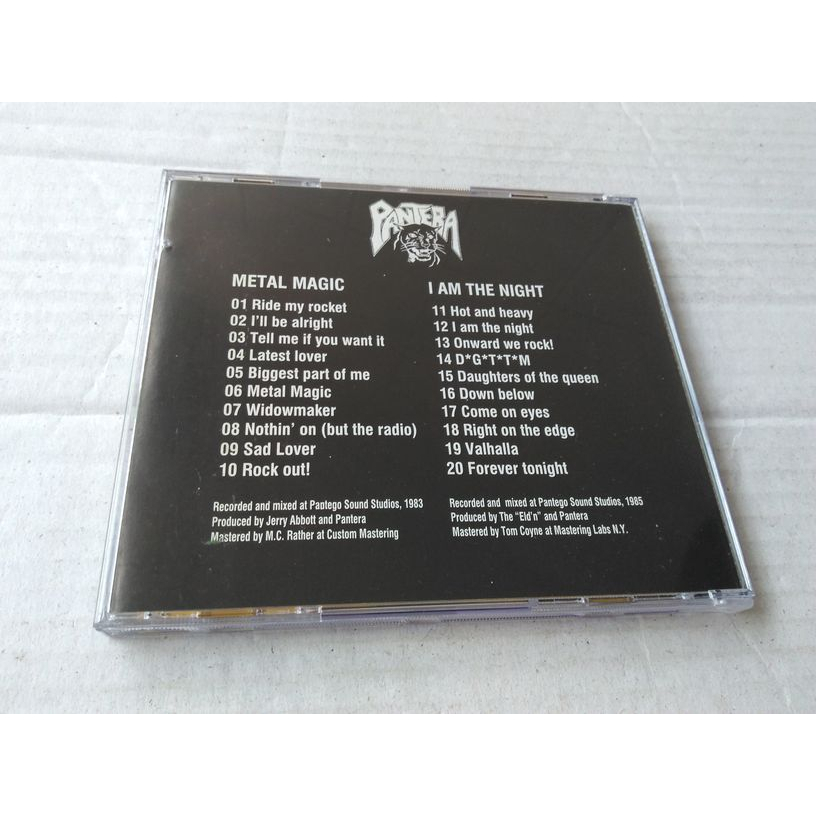 PANTERA
METAL MAGIC
01 Ride my rocket
02 I'll be alright
03 Tell me if you want it
04 Latest lover
05 Biggest part of me
06 Metal Magic
07 Widowmaker
08 Nothin' on (but the radio)
09 Sad Lover
10 Rock out!
Recorded and mixed at Pantego Sound Studios, 1983
Produced by Jerry Abbott and Pantera
Mastered by M.C. Rather at Custom Mastering
I AM THE NIGHT
11 Hot and heavy
12 I am the night
13 Onward we rock!
14 D*G*T*T*M
15 Daughters of the queen
16 Down below
17 Come on eyes
18 Right on the edge
19 Valhalla
20 Forever tonight
Recorded and mixed at Pantego Sound Studios, 1985
Produced by The "Eld'n" and Pantera
Mastered by Tom Coyne at Mastering Labs N.Y.